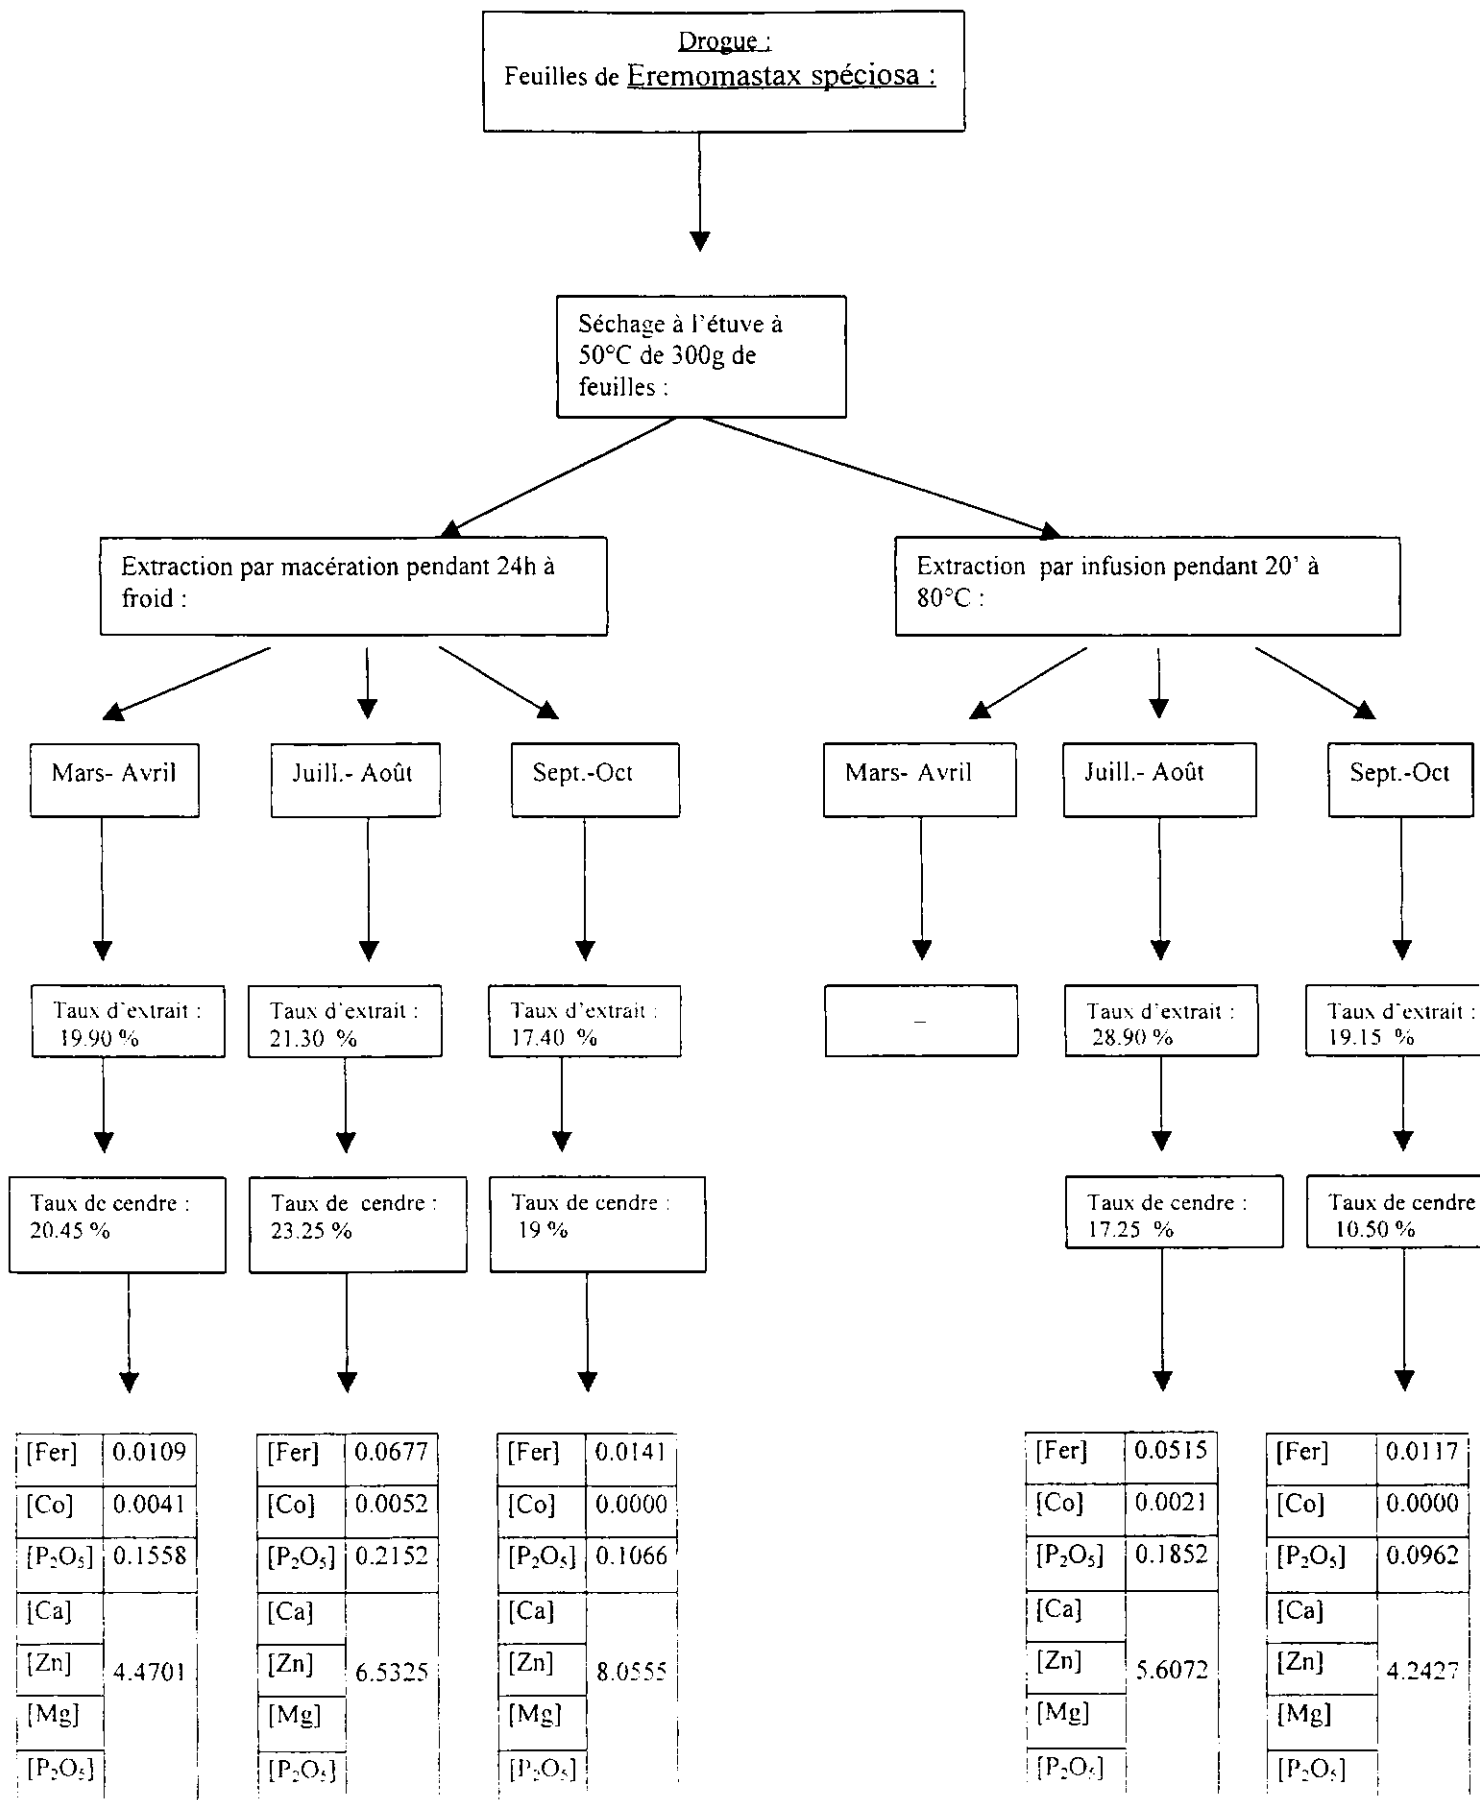 Drogue :
Feuilles de Eremomastax spéciosa :
Séchage à l'étuve à
50°C de 300g de
feuilles :
Extraction par macération pendant 24h à
froid :
Extraction par infusion pendant 20' à
80°C :
Mars- Avril
Juill.- Août
Sept.-Oct
Mars- Avril
Juill.- Août
Sept.-Oct
Taux d'extrait :
19.90 %
Taux d'extrait :
21.30 %
Taux d'extrait :
17.40 %
–
Taux d'extrait :
28.90 %
Taux d'extrait :
19.15 %
Taux de cendre :
20.45 %
Taux de cendre :
23.25 %
Taux de cendre :
19 %
Taux de cendre :
17.25 %
Taux de cendre
10.50 %
[Fer] 0.0109
[Co] 0.0041
[P₂O₅] 0.1558
[Ca]
[Zn] 4.4701
[Mg]
[P₂O₅]
[Fer] 0.0677
[Co] 0.0052
[P₂O₅] 0.2152
[Ca]
[Zn] 6.5325
[Mg]
[P₂O₅]
[Fer] 0.0141
[Co] 0.0000
[P₂O₅] 0.1066
[Ca]
[Zn] 8.0555
[Mg]
[P₂O₅]
[Fer] 0.0515
[Co] 0.0021
[P₂O₅] 0.1852
[Ca]
[Zn] 5.6072
[Mg]
[P₂O₅]
[Fer] 0.0117
[Co] 0.0000
[P₂O₅] 0.0962
[Ca]
[Zn] 4.2427
[Mg]
[P₂O₅]